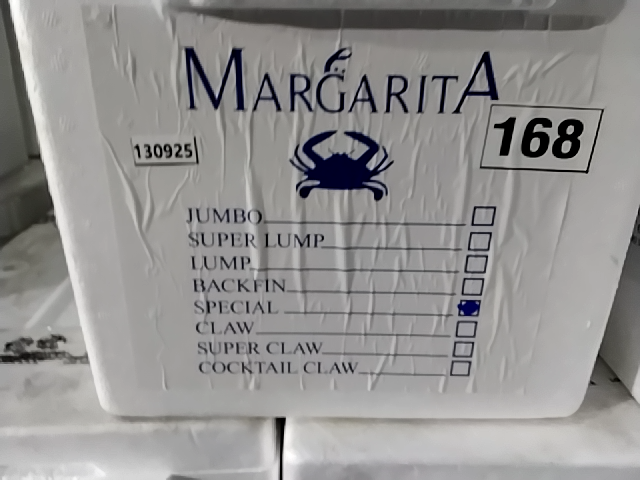 MARGARITA
168
130925
JUMBO
SUPER LUMP
LUMP
BACKFIN
SPECIAL
CLAW
SUPER CLAW
COCKTAIL CLAW